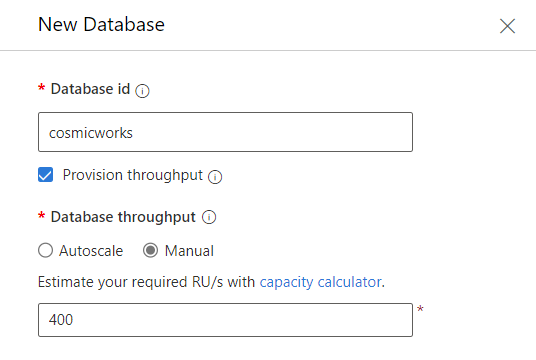 New Database
* Database id
cosmicworks
Provision throughput
* Database throughput
Autoscale Manual
Estimate your required RU/s with capacity calculator.
400 *